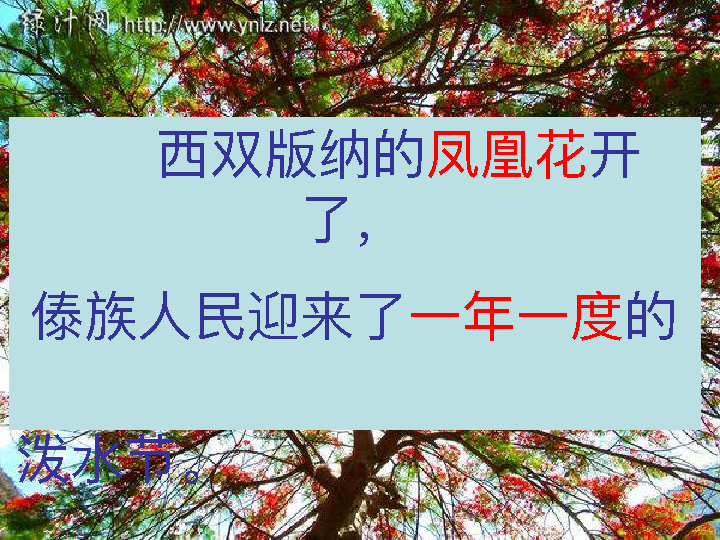 绿汁网 http://www.ynlz.net
西双版纳的凤凰花开
了，
傣族人民迎来了一年一度的
泼水节。